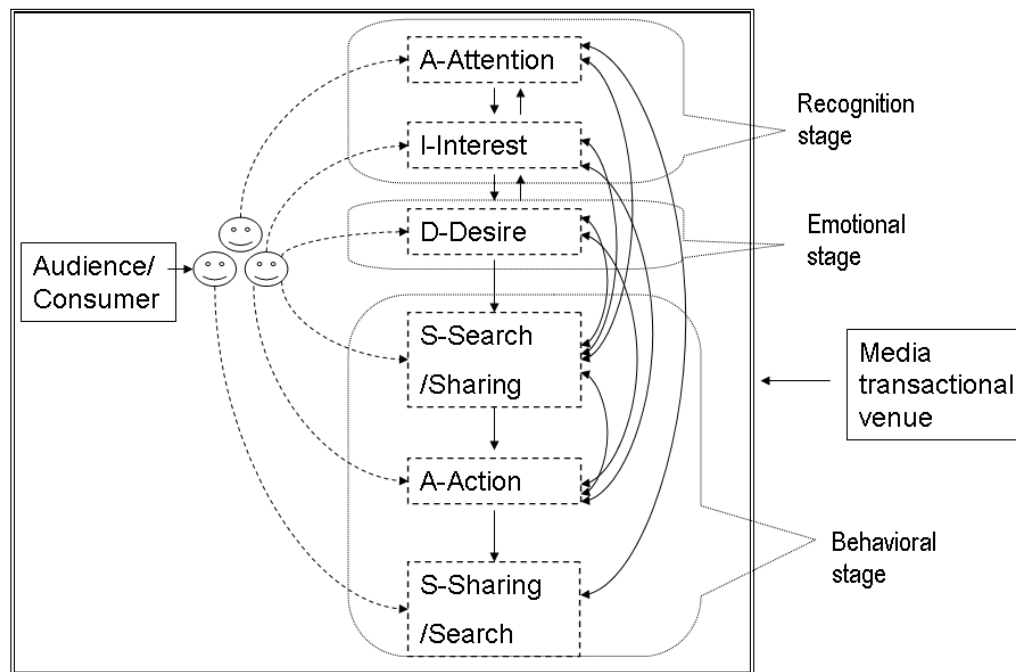 A-Attention
I-Interest
D-Desire
S-Search
/Sharing
A-Action
S-Sharing
/Search
Audience/
Consumer
Recognition
stage
Emotional
stage
Media
transactional
venue
Behavioral
stage